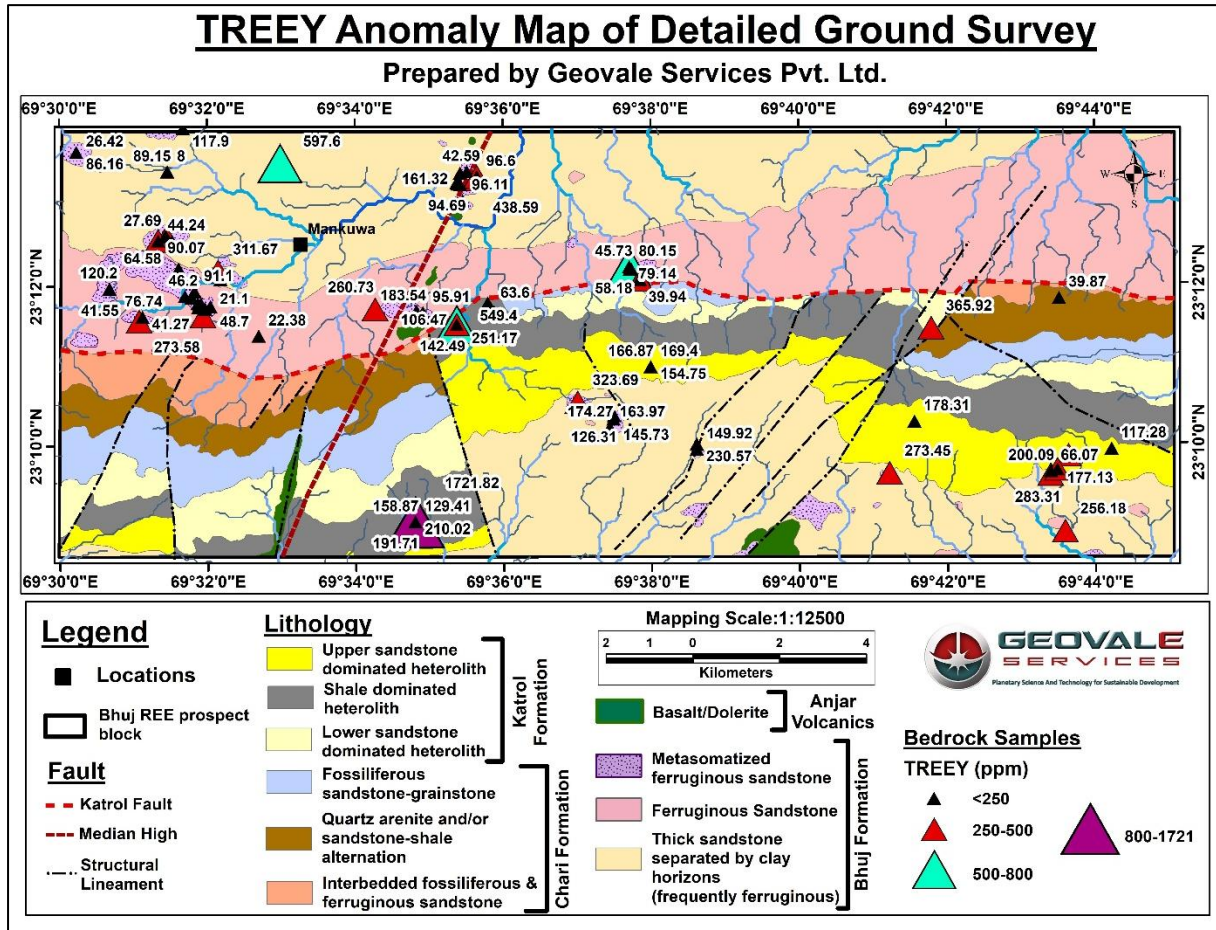 TREEY Anomaly Map of Detailed Ground Survey
Prepared by Geovale Services Pvt. Ltd.
69°30'0"E 69°32'0"E 69°34'0"E 69°36'0"E 69°38'0"E 69°40'0"E 69°42'0"E 69°44'0"E
26.42
117.9
597.6
86.16
89.15 8
42.59 96.6
161.32 96.11
94.69 438.59
W E
S
27.69 44.24
Mankuwa
90.07
64.58
311.67
45.73 80.15
120.2
91.1
46.2
79.14
58.18
39.94
39.87
23°12'0"N
23°12'0"N
76.74
21.1
260.73
183.54 95.91
63.6
365.92
41.55
41.27
48.7
22.38
106.47
549.4
273.58
142.49
251.17
166.87 169.4
154.75
323.69
174.27 163.97
126.31 145.73
178.31
149.92
230.57
273.45
117.28
23°10'0"N
23°10'0"N
200.09 66.07
177.13
283.31
256.18
1721.82
158.87 129.41
210.02
191.71
69°30'0"E 69°32'0"E 69°34'0"E 69°36'0"E 69°38'0"E 69°40'0"E 69°42'0"E 69°44'0"E
Legend
Locations
Bhuj REE prospect
block
Fault
Katrol Fault
Median High
Structural
Lineament
Lithology
Upper sandstone
dominated heterolith
Shale dominated
heterolith
Lower sandstone
dominated heterolith
Katrol
Formation
Fossiliferous
sandstone-grainstone
Quartz arenite and/or
sandstone-shale
alternation
Interbedded fossiliferous &
ferruginous sandstone
Chari Formation
Mapping Scale:1:12500
2 1 0 2 4
Kilometers
Basalt/Dolerite
Anjar
Volcanics
Metasomatized
ferruginous sandstone
Ferruginous Sandstone
Thick sandstone
separated by clay
horizons
(frequently ferruginous)
Bhuj Formation
GEOVALE
SERVICES
Planetary Science And Technology for Sustainable Development
Bedrock Samples
TREEY (ppm)
<250
250-500
500-800
800-1721